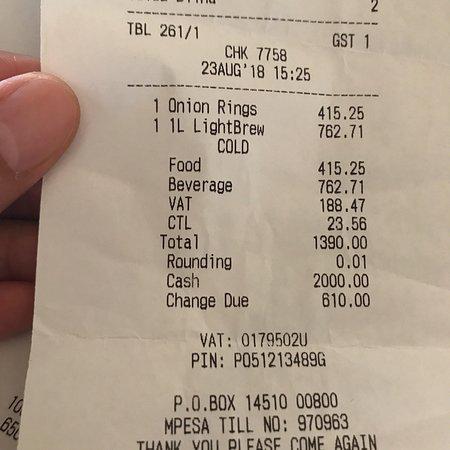 2
TBL 261/1 GST 1
CHK 7758
23AUG'18 15:25
1 Onion Rings 415.25
1 1L LightBrew 762.71
COLD
Food 415.25
Beverage 762.71
VAT 188.47
CTL 23.56
Total 1390.00
Rounding 0.01
Cash 2000.00
Change Due 610.00
VAT: 0179502U
PIN: P051213489G
P.O.BOX 14510 00800
MPESA TILL NO: 970963
THANK YOU PLEASE COME AGAIN